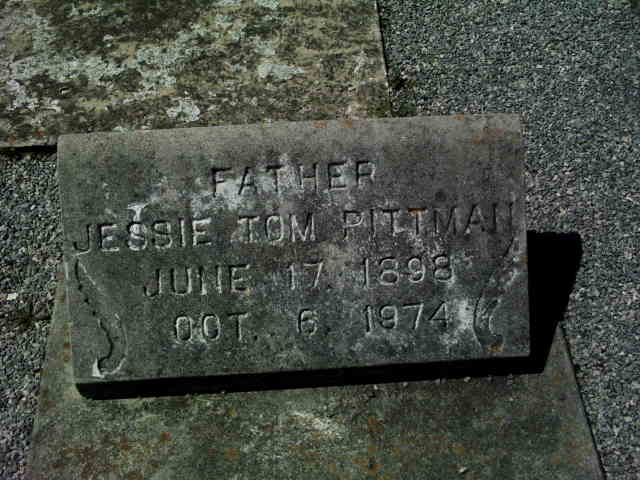 FATHER
JESSIE TOM PITTMAN
JUNE 17, 1898
OCT. 6, 1974